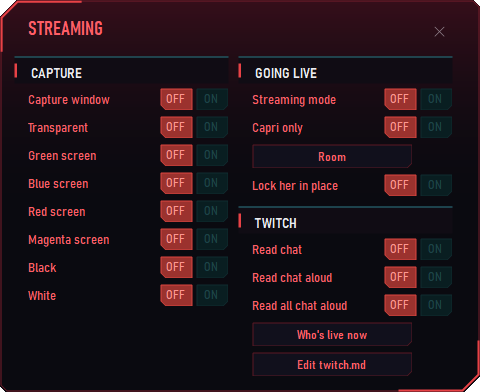 STREAMING
CAPTURE
Capture window OFF ON
Transparent OFF ON
Green screen OFF ON
Blue screen OFF ON
Red screen OFF ON
Magenta screen OFF ON
Black OFF ON
White OFF ON
GOING LIVE
Streaming mode OFF ON
Capri only OFF ON
Room
Lock her in place OFF ON
TWITCH
Read chat OFF ON
Read chat aloud OFF ON
Read all chat aloud OFF ON
Who's live now
Edit twitch.md